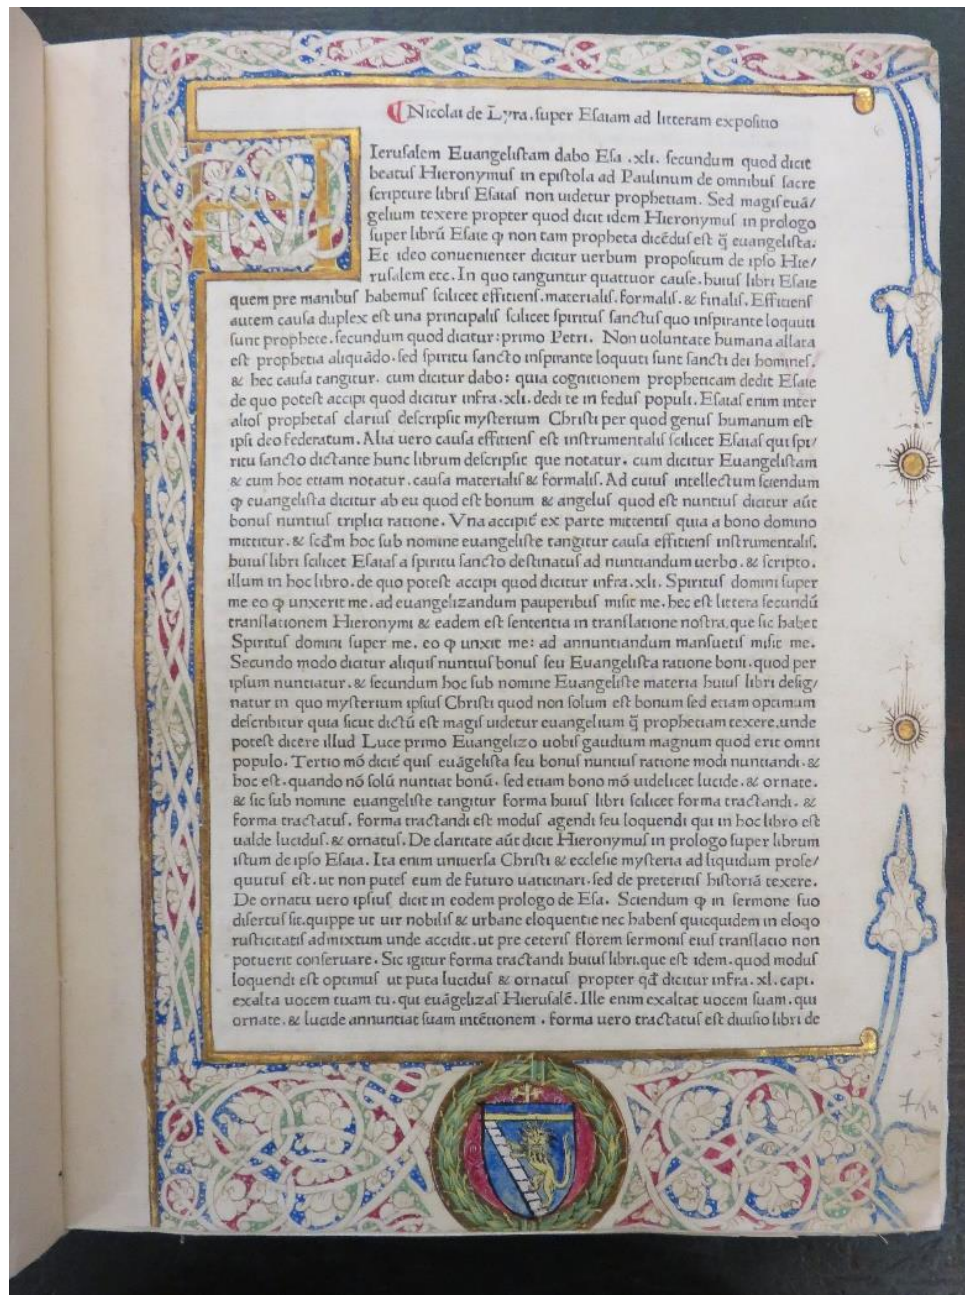 Nicolai de Lyra. super Esaiam ad litteram expositio
HIerusalem Euangelistam dabo Esa .xli. secundum quod dicit
beatus Hieronymus in epistola ad Paulinum de omnibus sacre
scripture libris Esaias non uidetur prophetiam. Sed magis euā/
gelium texere propter quod dicit idem Hieronymus in prologo
super librū Esaie ꝙ non tam propheta dicēdus est q̄ euangelista.
Et ideo conuenienter dicitur uerbum propositum de ipso Hie/
rusalem etc. In quo tanguntur quattuor cause. huius libri Esaie
quem pre manibus habemus scilicet efficiens. materialis. formalis. & finalis. Efficiens
autem causa duplex est una principalis scilicet spiritus sanctus quo inspirante loquuti
sunt prophete. secundum quod dicitur: primo Petri. Non uoluntate humana allata
est prophetia aliquādo. sed spiritu sancto inspirante loquuti sunt sancti dei homines.
& hec causa tangitur. cum dicitur dabo: quia cognitionem propheticam dedit Esaie
de quo potest accipi quod dicitur infra .xli. dedi te in fedus populi. Esaias enim inter
alios prophetas clarius descripsit mysterium Christi per quod genus humanum est
ipsi deo federatum. Alia uero causa efficiens est instrumentalis scilicet Esaias qui spi/
ritu sancto dictante hunc librum descripsit que notatur. cum dicitur Euangelistam
& cum hoc etiam notatur. causa materialis & formalis. Ad cuius intellectum sciendum
ꝙ euangelista dicitur ab eu quod est bonum & angelus quod est nuntius dicitur aūt
bonus nuntius triplici ratione. Vna accipit̄ ex parte mittentis quia a bono domino
mittitur. & scd̄m hoc sub nomine euangeliste tangitur causa efficiens instrumentalis.
huius libri scilicet Esaias a spiritu sancto destinatus ad nuntiandum uerbo. & scripto.
illum in hoc libro. de quo potest accipi quod dicitur infra .xli. Spiritus domini super
me eo ꝙ unxerit me. ad euangelizandum pauperibus misit me. hec est littera secundū
translationem Hieronymi & eadem est sententia in translatione nostra. que sic habet
Spiritus domini super me. eo ꝙ unxit me: ad annuntiandum mansuetis misit me.
Secundo modo dicitur aliquis nuntius bonus seu Euangelista ratione boni. quod per
ipsum nunciatur. & secundum hoc sub nomine Euangeliste materia huius libri desig/
natur in quo mysterium ipsius Christi quod non solum est bonum sed etiam optimum
describitur quia sicut dictū est magis uidetur euangelium q̄ prophetiam texere. unde
potest dicere illud Luce primo Euangelizo uobis gaudium magnum quod erit omni
populo. Tertio mō dicit̄ quis euāgelista seu bonus nuncius ratione modi nunciandi. &
hoc est. quando nō solū nuntiat bonū. sed etiam bono mō uidelicet lucide. & ornate.
& sic sub nomine euangeliste tangitur forma huius libri scilicet forma tractandi. &
forma tractatus. forma tractandi est modus agendi seu loquendi qui in hoc libro est
ualde lucidus. & ornatus. De claritate aūt dicit Hieronymus in prologo super librum
istum de ipso Esaia. Ita enim uniuersa Christi & ecclesie mysteria ad liquidum prose/
quutus est. ut non putes eum de futuro uaticinari. sed de preteritis historiā texere.
De ornatu uero ipsius dicit in eodem prologo de Esa. Sciendum ꝙ in sermone suo
disertus sit. quippe ut uir nobilis & urbane eloquentie nec habens quicquidem in eloqo
rusticitatis admixtum unde accidit. ut pre ceteris florem sermonis eius translatio non
potuerit conseruare. Sic igitur forma tractandi huius libri. que est idem. quod modus
loquendi est optimus ut puta lucidus & ornatus propter qd̄ dicitur infra .xl. capi.
exalta uocem tuam tu. qui euāgelizas Hierusalē. Ille enim exaltat uocem suam. qui
ornate. & lucide annunciat suam intētionem. forma uero tractatus est diuisio libri de